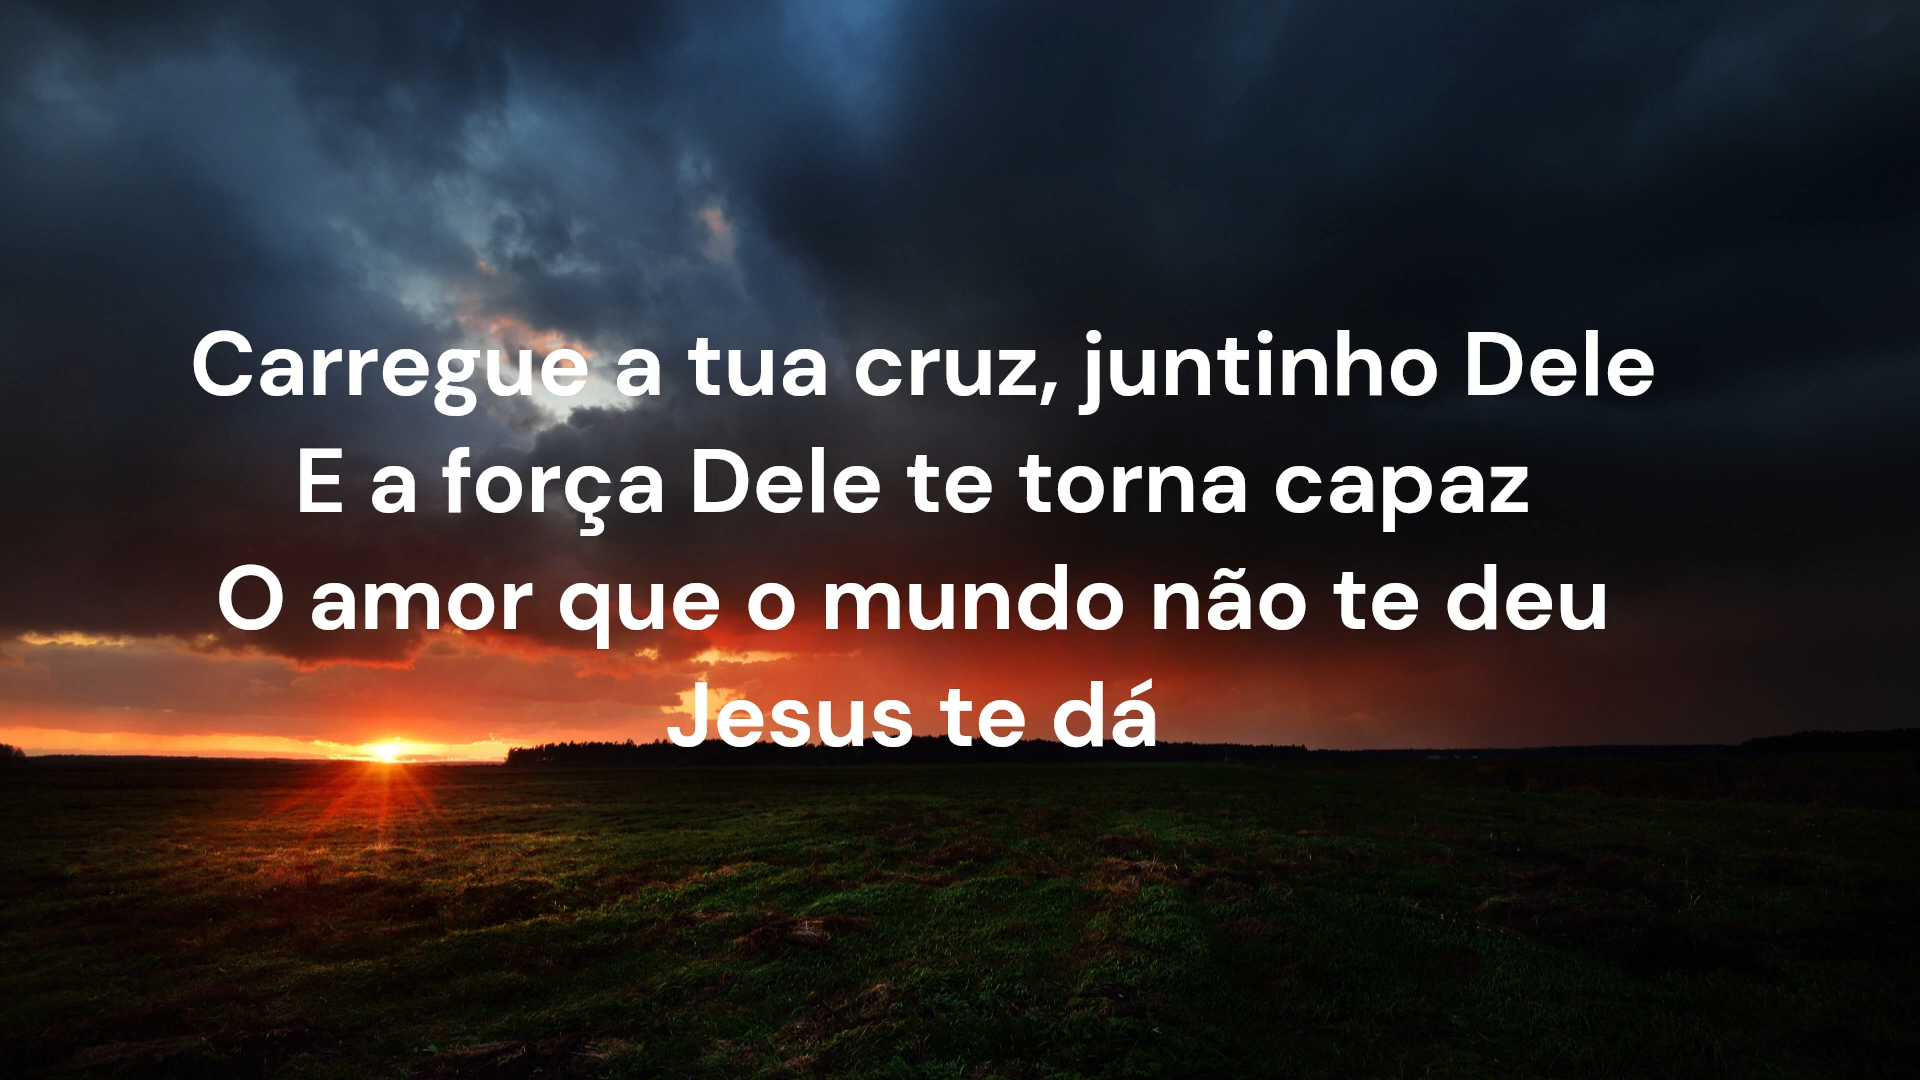 Carregue a tua cruz, juntinho Dele
E a força Dele te torna capaz
O amor que o mundo não te deu
Jesus te dá